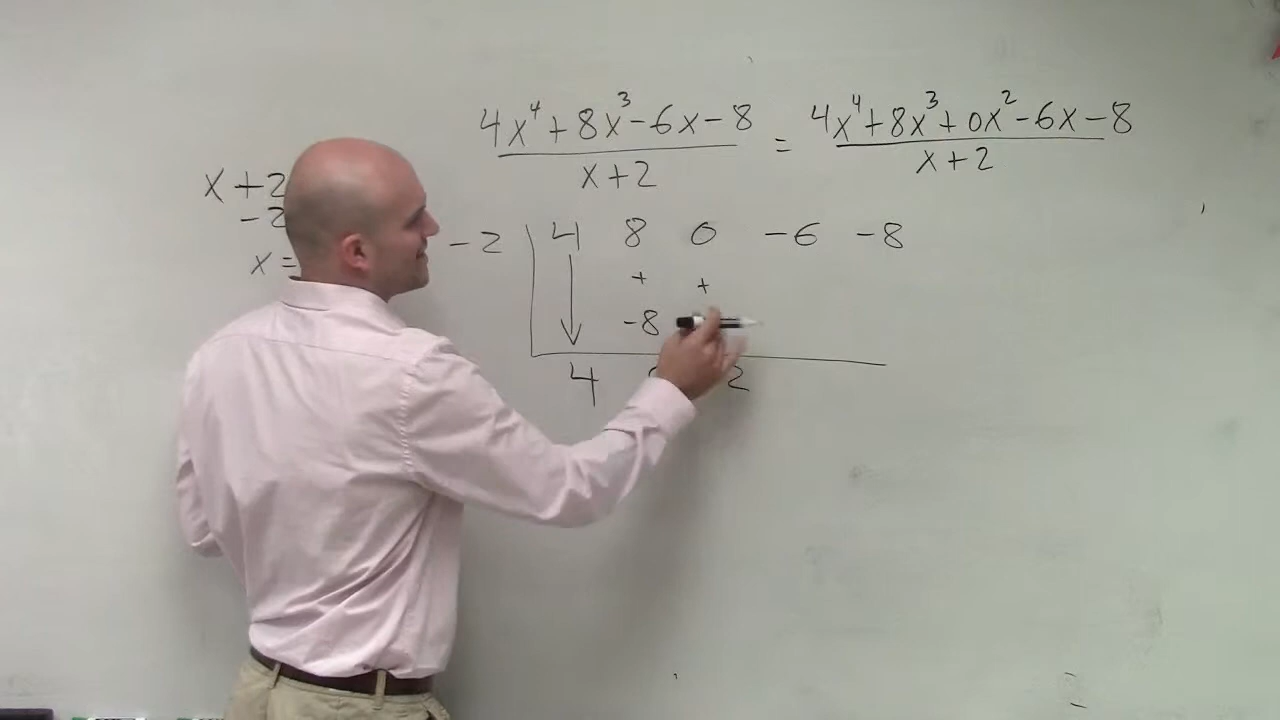 4x⁴+8x³-6x-8 = 4x⁴+8x³+0x²-6x-8
x+2 x+2
x+2
-2
x=
-2 4 8 0 -6 -8
+ +
-8
4 2